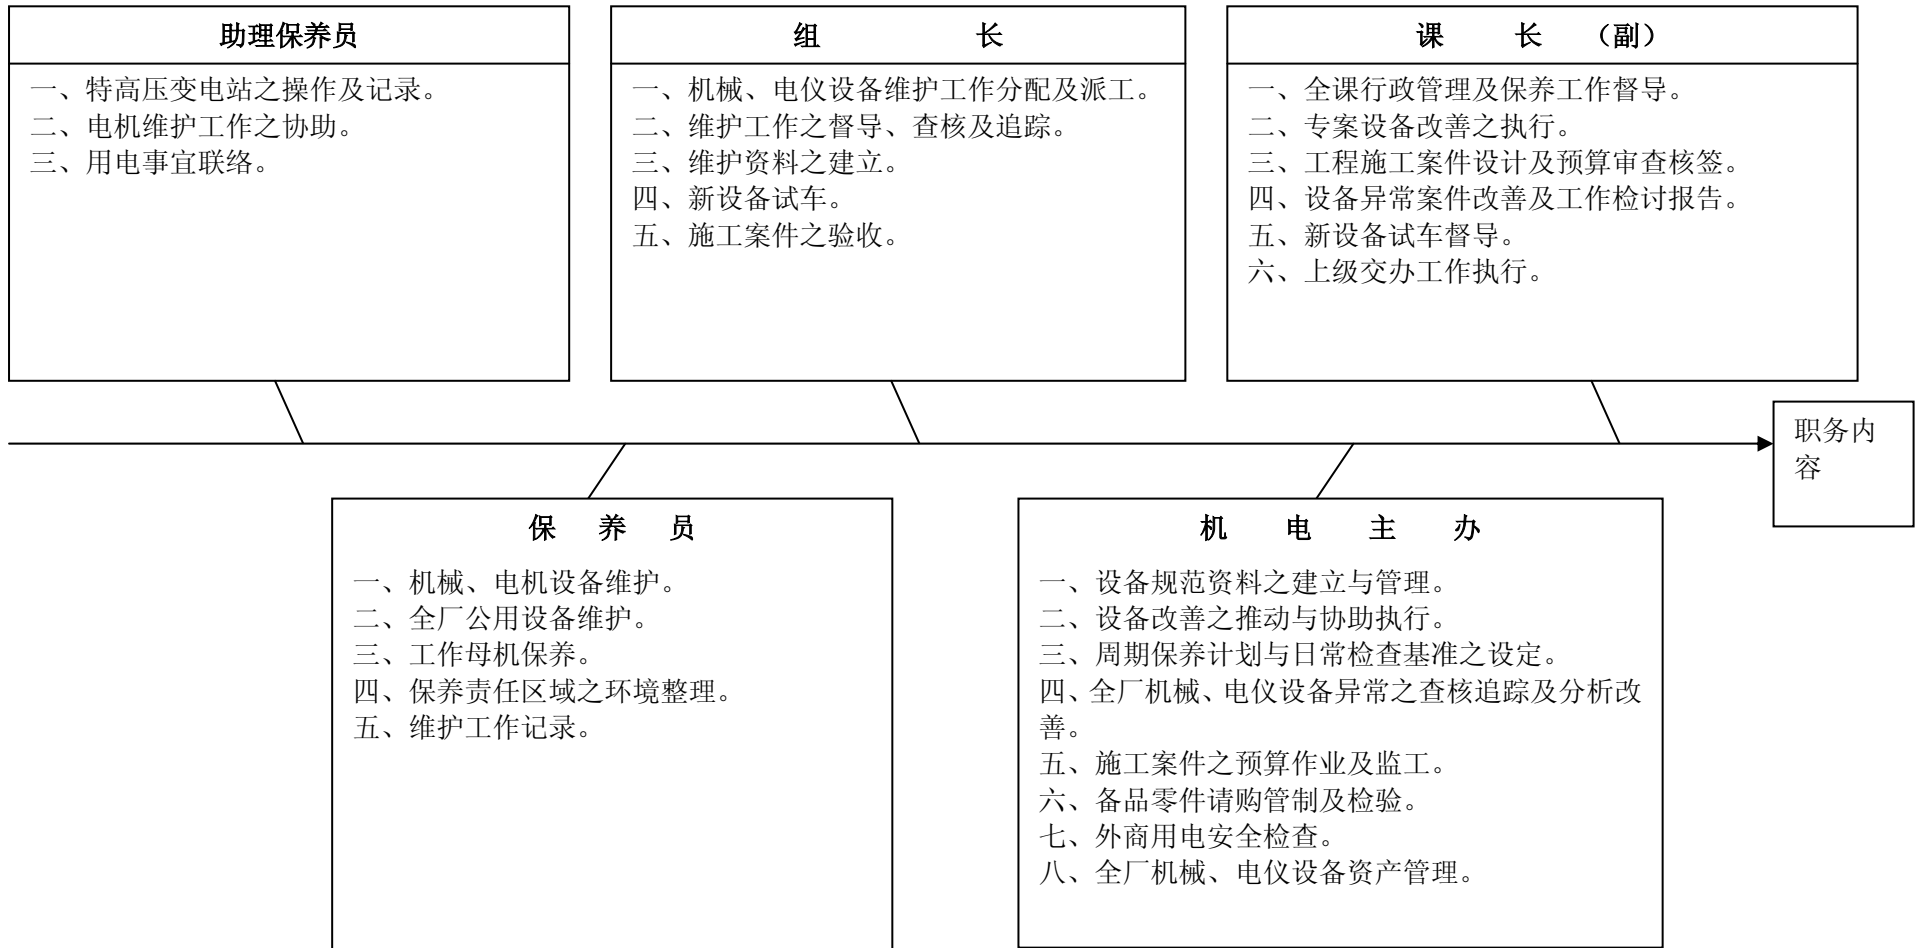 助理保养员
一、特高压变电站之操作及记录。
二、电机维护工作之协助。
三、用电事宜联络。
组 长
一、机械、电仪设备维护工作分配及派工。
二、维护工作之督导、查核及追踪。
三、维护资料之建立。
四、新设备试车。
五、施工案件之验收。
课 长 （副）
一、全课行政管理及保养工作督导。
二、专案设备改善之执行。
三、工程施工案件设计及预算审查核签。
四、设备异常案件改善及工作检讨报告。
五、新设备试车督导。
六、上级交办工作执行。
职务内
容
保 养 员
一、机械、电机设备维护。
二、全厂公用设备维护。
三、工作母机保养。
四、保养责任区域之环境整理。
五、维护工作记录。
机 电 主 办
一、设备规范资料之建立与管理。
二、设备改善之推动与协助执行。
三、周期保养计划与日常检查基准之设定。
四、全厂机械、电仪设备异常之查核追踪及分析改
善。
五、施工案件之预算作业及监工。
六、备品零件请购管制及检验。
七、外商用电安全检查。
八、全厂机械、电仪设备资产管理。